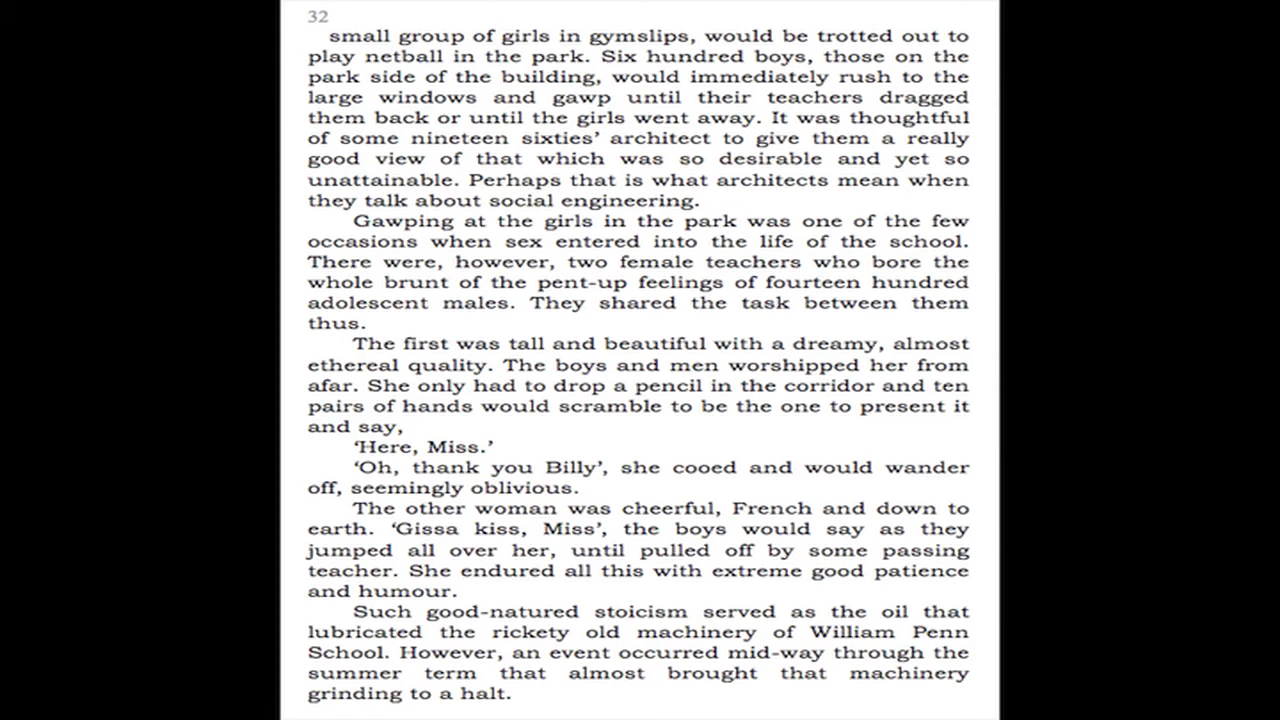 32
small group of girls in gymslips, would be trotted out to
play netball in the park. Six hundred boys, those on the
park side of the building, would immediately rush to the
large windows and gawp until their teachers dragged
them back or until the girls went away. It was thoughtful
of some nineteen sixties’ architect to give them a really
good view of that which was so desirable and yet so
unattainable. Perhaps that is what architects mean when
they talk about social engineering.
Gawping at the girls in the park was one of the few
occasions when sex entered into the life of the school.
There were, however, two female teachers who bore the
whole brunt of the pent-up feelings of fourteen hundred
adolescent males. They shared the task between them
thus.
The first was tall and beautiful with a dreamy, almost
ethereal quality. The boys and men worshipped her from
afar. She only had to drop a pencil in the corridor and ten
pairs of hands would scramble to be the one to present it
and say,
‘Here, Miss.’
‘Oh, thank you Billy’, she cooed and would wander
off, seemingly oblivious.
The other woman was cheerful, French and down to
earth. ‘Gissa kiss, Miss’, the boys would say as they
jumped all over her, until pulled off by some passing
teacher. She endured all this with extreme good patience
and humour.
Such good-natured stoicism served as the oil that
lubricated the rickety old machinery of William Penn
School. However, an event occurred mid-way through the
summer term that almost brought that machinery
grinding to a halt.